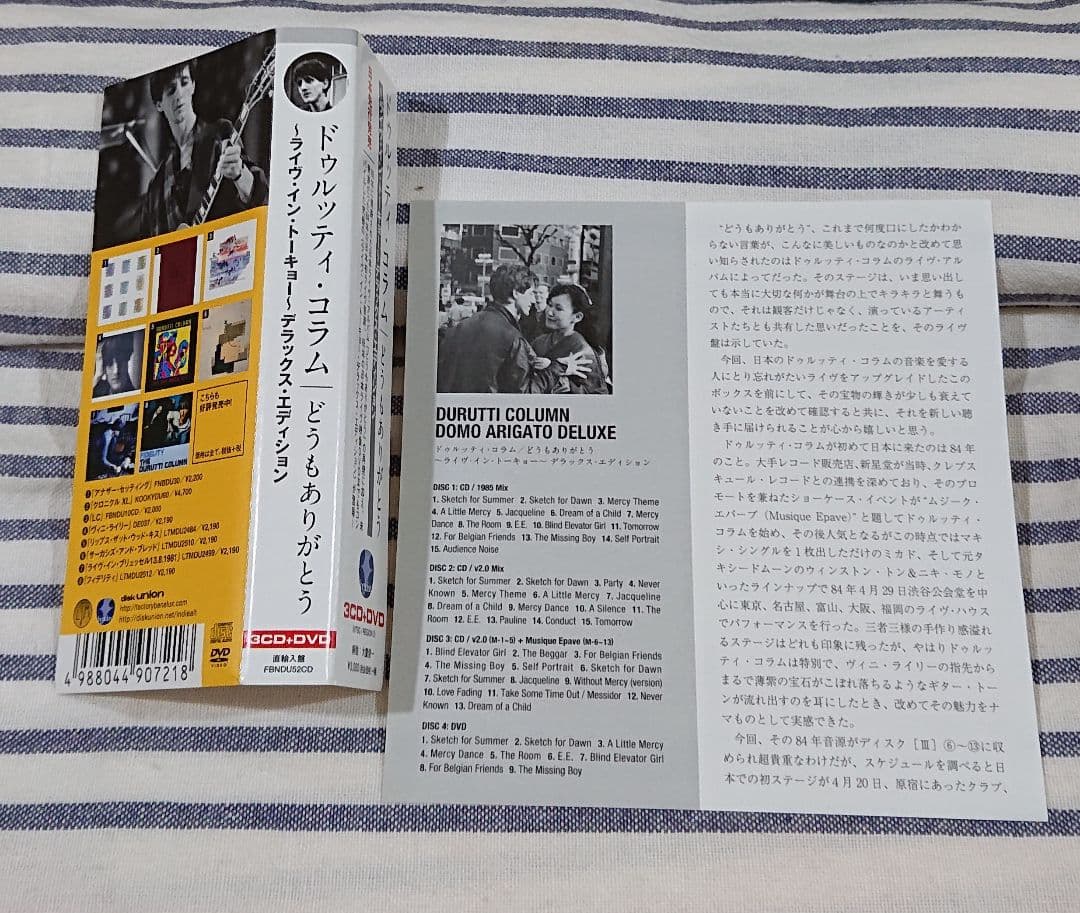 ドゥルッティ・コラム│どうもありがとう
〜ライヴ・イン・トーキョー〜デラックス・エディション
3CD+DVD
直輸入盤
FBNDU52CD
3CD+DVD
DURUTTI COLUMN
FIDELITY
THE
DURUTTI COLUMN
こちらも
好評発売中!
①「アナザー・セッティング」FNBDU30/¥2,200
②「クロニクル XL」KOOKYDU60/¥4,700
③「LC」FBNDU10CD/¥2,000
④「ヴィニ・ライリー」DE037/¥2,190
⑤「リップス・ザット・ウッド・キス」LTMDU2484/¥2,190
⑥「サーカシズ・アンド・ブレッド」LTMDU2510/¥2,190
⑦「ライヴ・イン・ブリュッセル13.8.1981」LTMDU2499/¥2,190
⑧「フィデリティ」LTMDU2512/¥2,190
diskunion
http://factorybenelux.com
http://diskunion.net/indiealt
DVD
VIDEO
4 988044 907218
DURUTTI COLUMN
DOMO ARIGATO DELUXE
ドゥルッティ・コラム/どうもありがとう
〜ライヴ・イン・トーキョー〜 デラックス・エディション
DISC 1: CD / 1985 Mix
1. Sketch for Summer 2. Sketch for Dawn 3. Mercy Theme
4. A Little Mercy 5. Jacqueline 6. Dream of a Child 7. Mercy
Dance 8. The Room 9. E.E. 10. Blind Elevator Girl 11. Tomorrow
12. For Belgian Friends 13. The Missing Boy 14. Self Portrait
15. Audience Noise
DISC 2: CD / v2.0 Mix
1. Sketch for Summer 2. Sketch for Dawn 3. Party 4. Never
Known 5. Mercy Theme 6. A Little Mercy 7. Jacqueline
8. Dream of a Child 9. Mercy Dance 10. A Silence 11. The
Room 12. E.E. 13. Pauline 14. Conduct 15. Tomorrow
DISC 3: CD / v2.0 (M-1~5) + Musique Epave (M-6~13)
1. Blind Elevator Girl 2. The Beggar 3. For Belgian Friends
4. The Missing Boy 5. Self Portrait 6. Sketch for Dawn
7. Sketch for Summer 8. Jacqueline 9. Without Mercy (version)
10. Love Fading 11. Take Some Time Out / Messidor 12. Never
Known 13. Dream of a Child
DISC 4: DVD
1. Sketch for Summer 2. Sketch for Dawn 3. A Little Mercy
4. Mercy Dance 5. The Room 6. E.E. 7. Blind Elevator Girl
8. For Belgian Friends 9. The Missing Boy
"どうもありがとう"、これまで何度口にしたかわか
らない言葉が、こんなに美しいものなのかと改めて思
い知らされたのはドゥルッティ・コラムのライヴ・アル
バムによってだった。そのステージは、いま思い出し
ても本当に大切な何かが舞台の上でキラキラと舞うも
ので、それは観客だけじゃなく、演っているアーティ
ストたちとも共有した思いだったことを、そのライヴ
盤は示していた。
今回、日本のドゥルッティ・コラムの音楽を愛する
人にとり忘れがたいライヴをアップグレイドしたこの
ボックスを前にして、その宝物の輝きが少しも衰えて
いないことを改めて確認すると共に、それを新しい聴
き手に届けられることが心から嬉しいと思う。
ドゥルッティ・コラムが初めて日本に来たのは84年
のこと。大手レコード販売店、新星堂が当時、クレプス
キュール・レコードとの連携を深めており、そのプロ
モートを兼ねたショーケース・イベントが"ムジーク・
エパーブ（Musique Epave）"と題してドゥルッティ・
コラムを始め、その後人気となるがこの時点ではマキ
シ・シングルを1枚出しただけのミカド、そして元タ
キシードムーンのウィンストン・トン&ニキ・モノと
いったラインナップで84年4月29日渋谷公会堂を中
心に東京、名古屋、富山、大阪、福岡のライヴ・ハウス
でパフォーマンスを行った。三者三様の手作り感溢れ
るステージはどれも印象に残ったが、やはりドゥルッ
ティ・コラムは特別で、ヴィニ・ライリーの指先から
まるで薄紫の宝石がこぼれ落ちるようなギター・トー
ンが流れ出すのを耳にしたとき、改めてその魅力をナ
マものとして実感できた。
今回、その84年音源がディスク［Ⅲ］⑥〜⑬に収
められ超貴重なわけだが、スケジュールを調べると日
本での初ステージが4月20日、原宿にあったクラブ、